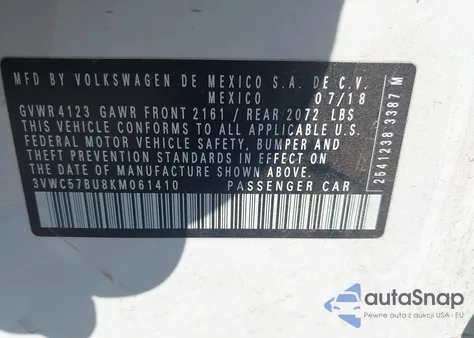 MFD BY VOLKSWAGEN DE MEXICO S.A. DE C.V.
MEXICO 07/18
GVWR 4123 GAWR FRONT 2161 / REAR 2072 LBS
THIS VEHICLE CONFORMS TO ALL APPLICABLE
FEDERAL MOTOR VEHICLE SAFETY, BUMPER AND
THEFT PREVENTION STANDARDS IN EFFECT ON
THE DATE OF MANUFACTURE SHOWN ABOVE.
3VWC57BU8KM061410 PASSENGER CAR
2541238 3387 M
autoSnap
Pewne auta z aukcji USA i EU